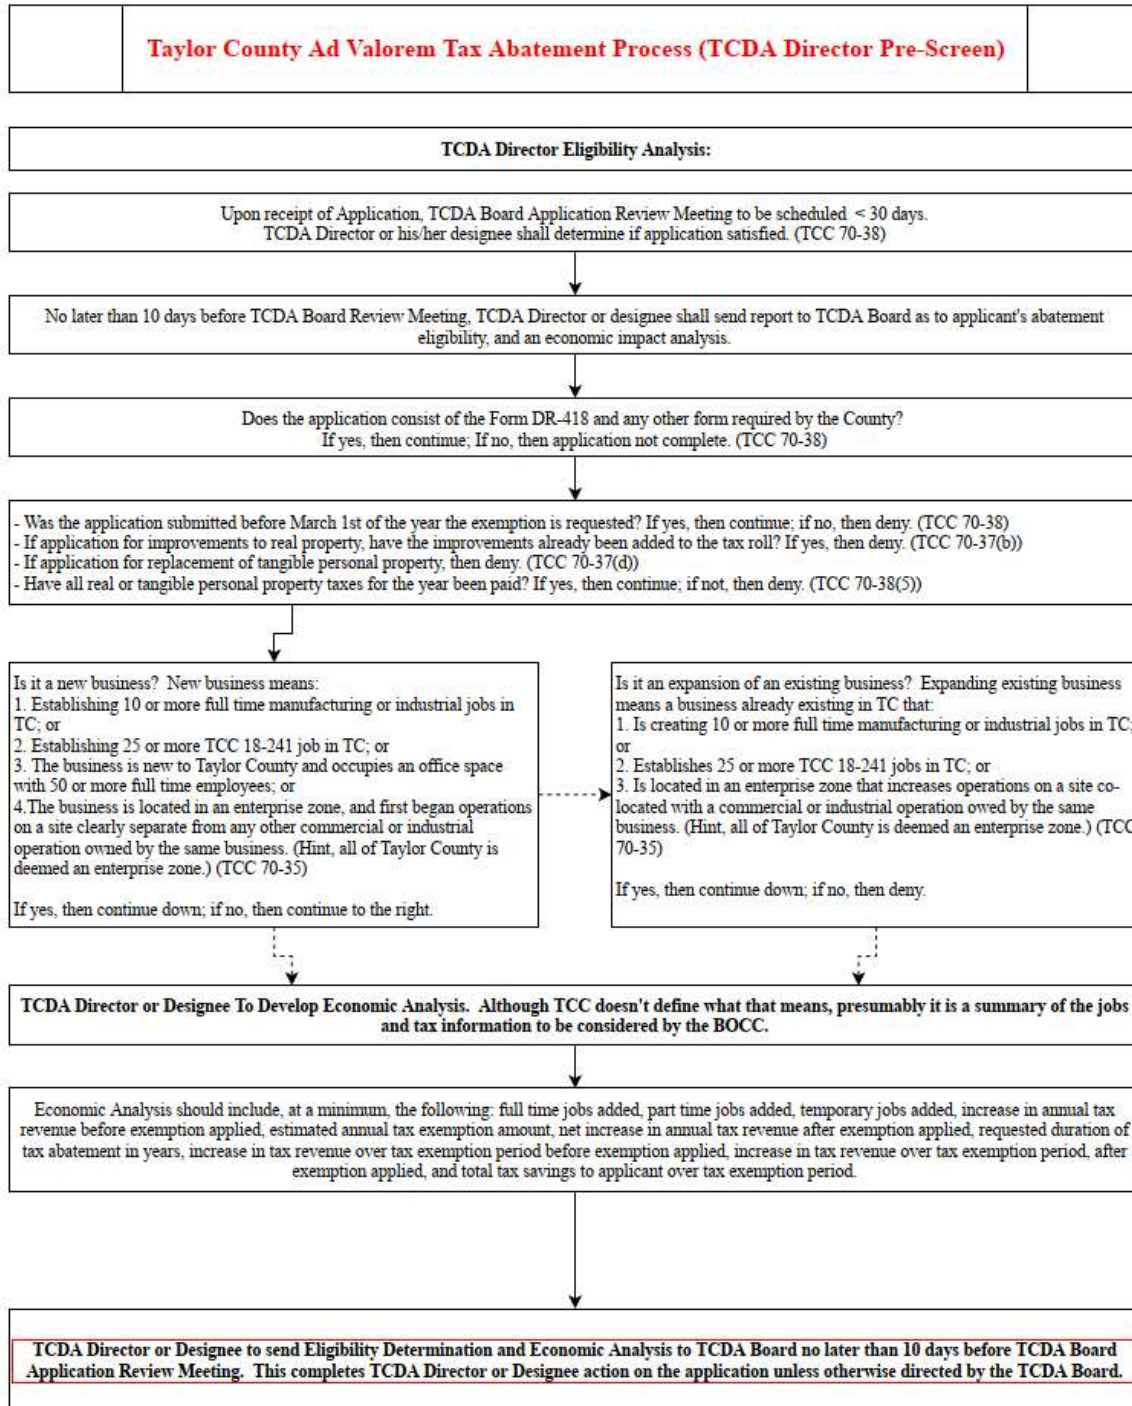 Taylor County Ad Valorem Tax Abatement Process (TCDA Director Pre-Screen)
TCDA Director Eligibility Analysis:
Upon receipt of Application, TCDA Board Application Review Meeting to be scheduled < 30 days.
TCDA Director or his/her designee shall determine if application satisfied. (TCC 70-38)
No later than 10 days before TCDA Board Review Meeting, TCDA Director or designee shall send report to TCDA Board as to applicant's abatement
eligibility, and an economic impact analysis.
Does the application consist of the Form DR-418 and any other form required by the County?
If yes, then continue; If no, then application not complete. (TCC 70-38)
- Was the application submitted before March 1st of the year the exemption is requested? If yes, then continue; if no, then deny. (TCC 70-38)
- If application for improvements to real property, have the improvements already been added to the tax roll? If yes, then deny. (TCC 70-37(b))
- If application for replacement of tangible personal property, then deny. (TCC 70-37(d))
- Have all real or tangible personal property taxes for the year been paid? If yes, then continue; if not, then deny. (TCC 70-38(5))
Is it a new business? New business means:
1. Establishing 10 or more full time manufacturing or industrial jobs in
TC; or
2. Establishing 25 or more TCC 18-241 job in TC; or
3. The business is new to Taylor County and occupies an office space
with 50 or more full time employees; or
4.The business is located in an enterprise zone, and first began operations
on a site clearly separate from any other commercial or industrial
operation owned by the same business. (Hint, all of Taylor County is
deemed an enterprise zone.) (TCC 70-35)
If yes, then continue down; if no, then continue to the right.
Is it an expansion of an existing business? Expanding existing business
means a business already existing in TC that:
1. Is creating 10 or more full time manufacturing or industrial jobs in TC;
or
2. Establishes 25 or more TCC 18-241 jobs in TC; or
3. Is located in an enterprise zone that increases operations on a site co-
located with a commercial or industrial operation owed by the same
business. (Hint, all of Taylor County is deemed an enterprise zone.) (TCC
70-35)
If yes, then continue down; if no, then deny.
TCDA Director or Designee To Develop Economic Analysis. Although TCC doesn't define what that means, presumably it is a summary of the jobs
and tax information to be considered by the BOCC.
Economic Analysis should include, at a minimum, the following: full time jobs added, part time jobs added, temporary jobs added, increase in annual tax
revenue before exemption applied, estimated annual tax exemption amount, net increase in annual tax revenue after exemption applied, requested duration of
tax abatement in years, increase in tax revenue over tax exemption period before exemption applied, increase in tax revenue over tax exemption period, after
exemption applied, and total tax savings to applicant over tax exemption period.
TCDA Director or Designee to send Eligibility Determination and Economic Analysis to TCDA Board no later than 10 days before TCDA Board
Application Review Meeting. This completes TCDA Director or Designee action on the application unless otherwise directed by the TCDA Board.